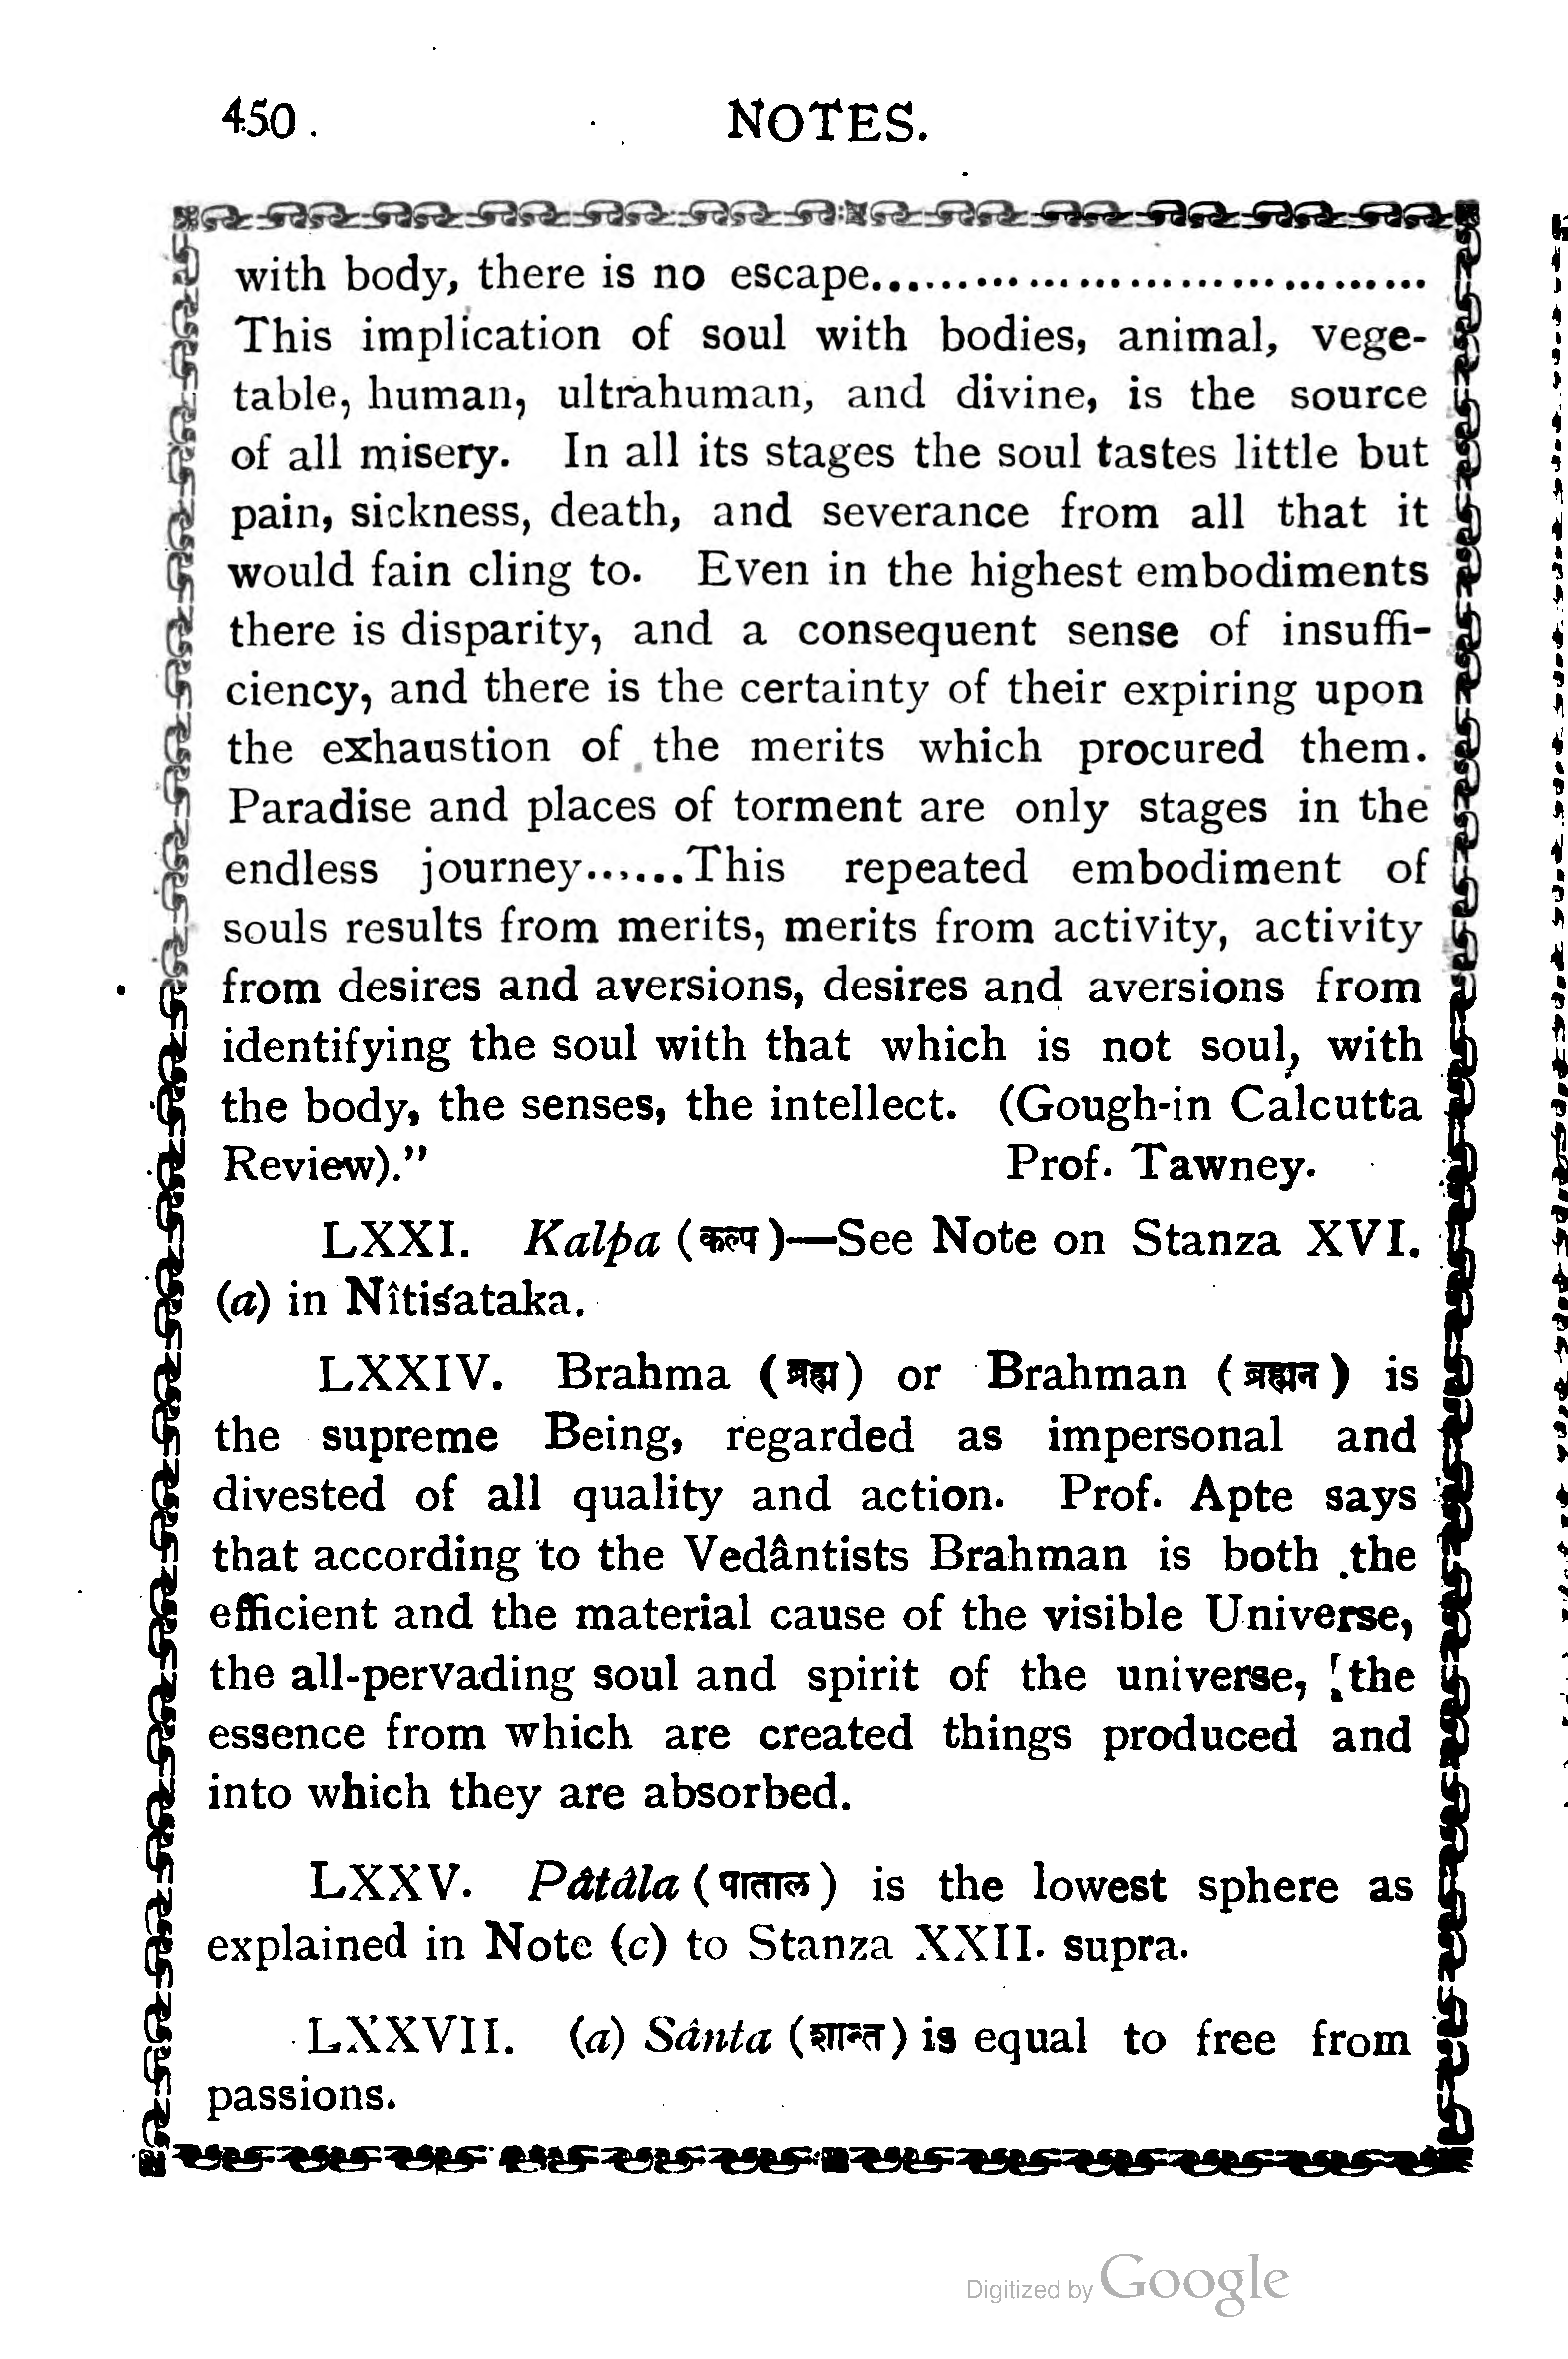 450. NOTES.
with body, there is no escape.......................................
This implication of soul with bodies, animal, vege-
table, human, ultrahuman, and divine, is the source
of all misery. In all its stages the soul tastes little but
pain, sickness, death, and severance from all that it
would fain cling to. Even in the highest embodiments
there is disparity, and a consequent sense of insuffi-
ciency, and there is the certainty of their expiring upon
the exhaustion of the merits which procured them.
Paradise and places of torment are only stages in the
endless journey......This repeated embodiment of
souls results from merits, merits from activity, activity
from desires and aversions, desires and aversions from
identifying the soul with that which is not soul, with
the body, the senses, the intellect. (Gough-in Calcutta
Review)." Prof. Tawney.
LXXI. Kalpa (कल्प)—See Note on Stanza XVI.
(a) in Nîtiśataka.
LXXIV. Brahma (ब्रह्म) or Brahman (ब्रह्मन) is
the supreme Being, regarded as impersonal and
divested of all quality and action. Prof. Apte says
that according to the Vedântists Brahman is both the
efficient and the material cause of the visible Universe,
the all-pervading soul and spirit of the universe, the
essence from which are created things produced and
into which they are absorbed.
LXXV. Pâtâla (पाताल) is the lowest sphere as
explained in Note (c) to Stanza XXII. supra.
LXXVII. (a) Sânta (शान्त) is equal to free from
passions.
Digitized by Google